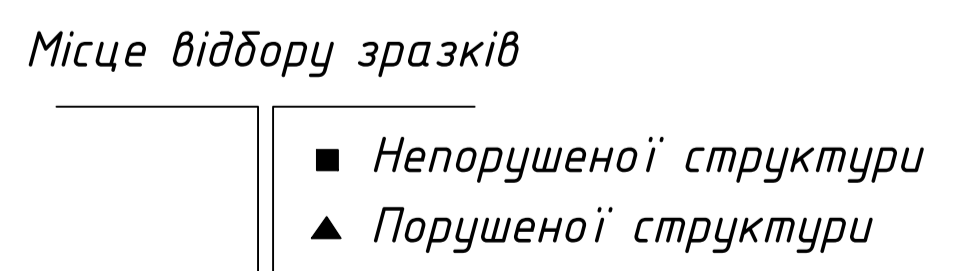 Місце відбору зразків
Непорушеної структури
Порушеної структури